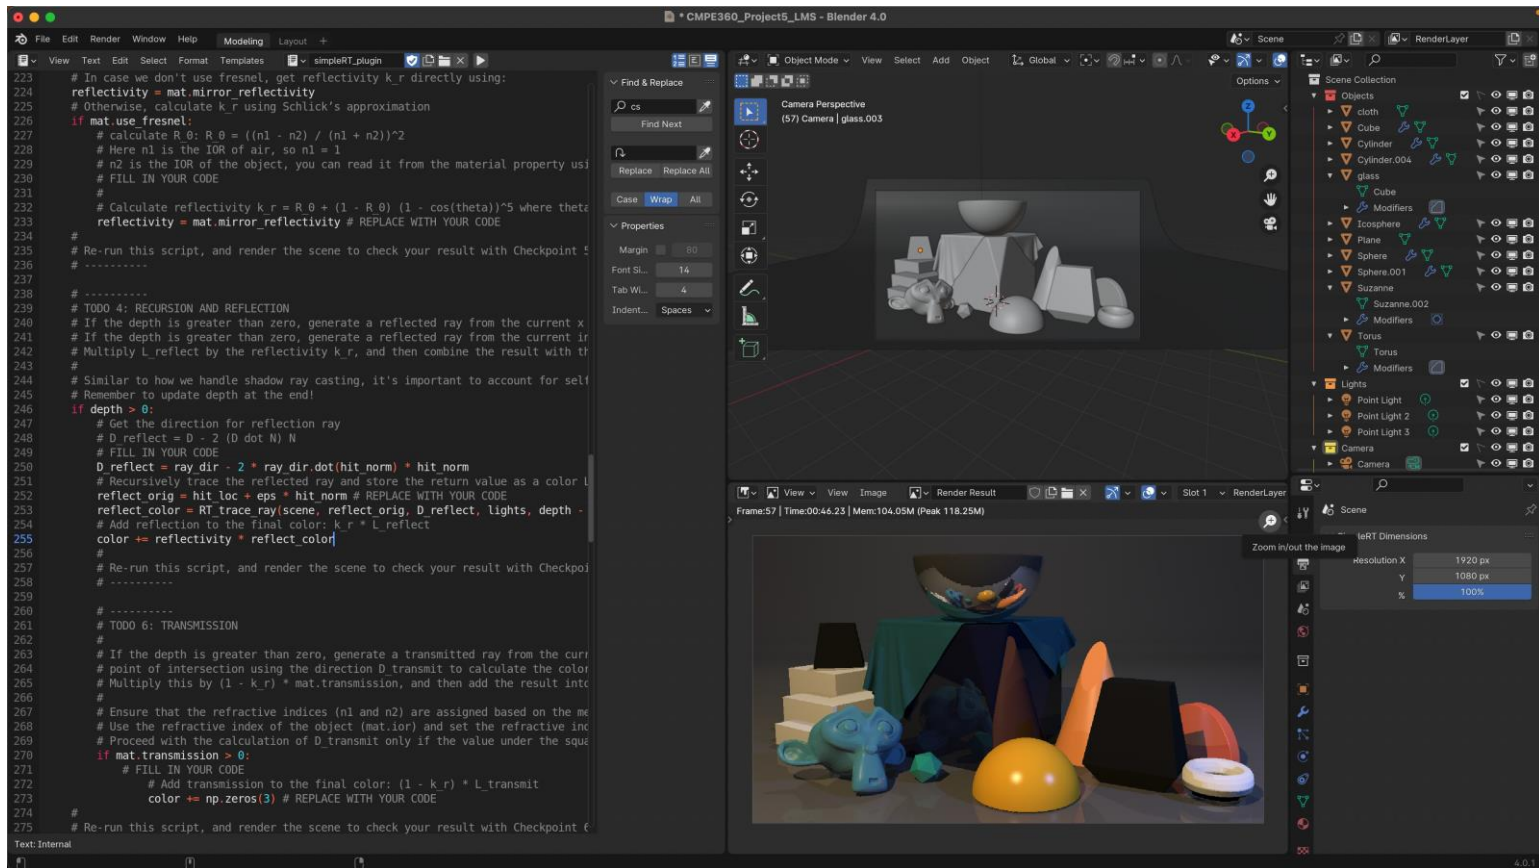 * CMPE360_Project5_LMS - Blender 4.0
File Edit Render Window Help Modeling Layout +
Scene
RenderLayer
View Text Edit Select Format Templates simpleRT_plugin
223 # In case we don't use fresnel, get reflectivity k_r directly using:
224 reflectivity = mat.mirror_reflectivity
225 # Otherwise, calculate k_r using Schlick's approximation
226 if mat.use_fresnel:
227 # calculate R_0: R_0 = ((n1 - n2) / (n1 + n2))^2
228 # Here n1 is the IOR of air, so n1 = 1
229 # n2 is the IOR of the object, you can read it from the material property usi
230 # FILL IN YOUR CODE
231 #
232 # Calculate reflectivity k_r = R_0 + (1 - R_0) (1 - cos(theta))^5 where theta
233 reflectivity = mat.mirror_reflectivity # REPLACE WITH YOUR CODE
234 #
235 # Re-run this script, and render the scene to check your result with Checkpoint 5
236 # ----------
237
238 # ----------
239 # TODO 4: RECURSION AND REFLECTION
240 # If the depth is greater than zero, generate a reflected ray from the current x
241 # If the depth is greater than zero, generate a reflected ray from the current in
242 # Multiply L_reflect by the reflectivity k_r, and then combine the result with th
243 #
244 # Similar to how we handle shadow ray casting, it's important to account for self
245 # Remember to update depth at the end!
246 if depth > 0:
247 # Get the direction for reflection ray
248 # D_reflect = D - 2 (D dot N) N
249 # FILL IN YOUR CODE
250 D_reflect = ray_dir - 2 * ray_dir.dot(hit_norm) * hit_norm
251 # Recursively trace the reflected ray and store the return value as a color L
252 reflect_orig = hit_loc + eps * hit_norm # REPLACE WITH YOUR CODE
253 reflect_color = RT_trace_ray(scene, reflect_orig, D_reflect, lights, depth -
254 # Add reflection to the final color: k_r * L_reflect
255 color += reflectivity * reflect_color
256 #
257 # Re-run this script, and render the scene to check your result with Checkpoi
258 # ----------
259
260 # ----------
261 # TODO 6: TRANSMISSION
262 #
263 # If the depth is greater than zero, generate a transmitted ray from the curr
264 # point of intersection using the direction D_transmit to calculate the color
265 # Multiply this by (1 - k_r) * mat.transmission, and then add the result into
266 #
267 # Ensure that the refractive indices (n1 and n2) are assigned based on the me
268 # Use the refractive index of the object (mat.ior) and set the refractive ind
269 # Proceed with the calculation of D_transmit only if the value under the squa
270 if mat.transmission > 0:
271 # FILL IN YOUR CODE
272 # Add transmission to the final color: (1 - k_r) * L_transmit
273 color += np.zeros(3) # REPLACE WITH YOUR CODE
274 #
275 # Re-run this script, and render the scene to check your result with Checkpoint 6
Text: Internal
Find & Replace
cs
Find Next
Replace Replace All
Case Wrap All
Properties
Margin 80
Font Si... 14
Tab Wi... 4
Indent... Spaces
Object Mode View Select Add Object Global
Options
Camera Perspective
(57) Camera | glass.003
Z
Y
X
View View Image Render Result Slot 1 RenderLayer
Frame:57 | Time:00:46.23 | Mem:104.05M (Peak 118.25M)
Zoom in/out the image
Scene Collection
Objects
cloth
Cube
Cylinder
Cylinder.004
glass
Cube
Modifiers
Icosphere
Plane
Sphere
Sphere.001
Suzanne
Suzanne.002
Modifiers
Torus
Torus
Modifiers
Lights
Point Light
Point Light 2
Point Light 3
Camera
Camera
Scene
RT Dimensions
Resolution X 1920 px
Y 1080 px
% 100%
4.0.1